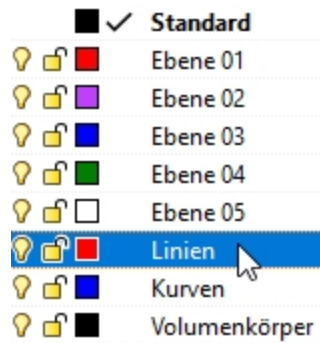 Standard
Ebene 01
Ebene 02
Ebene 03
Ebene 04
Ebene 05
Linien
Kurven
Volumenkörper